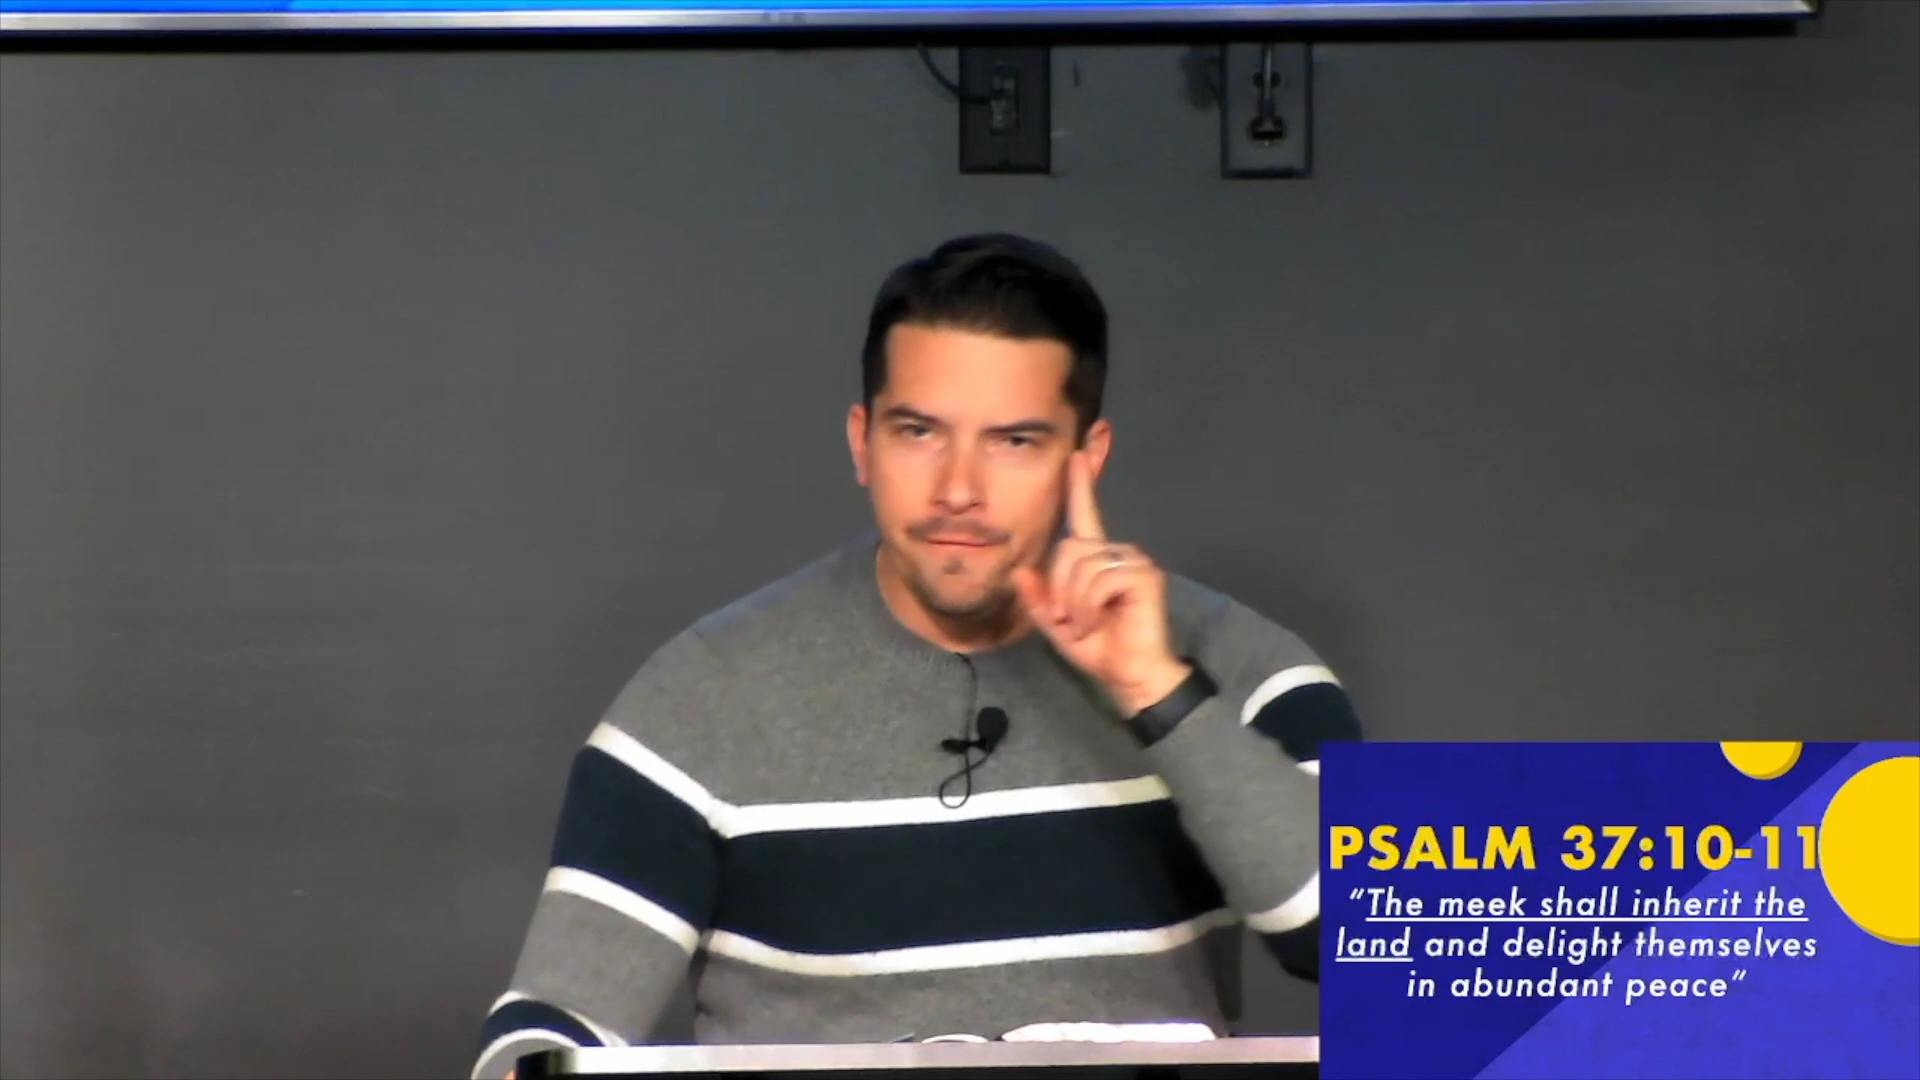 PSALM 37:10-11
“The meek shall inherit the
land and delight themselves
in abundant peace”